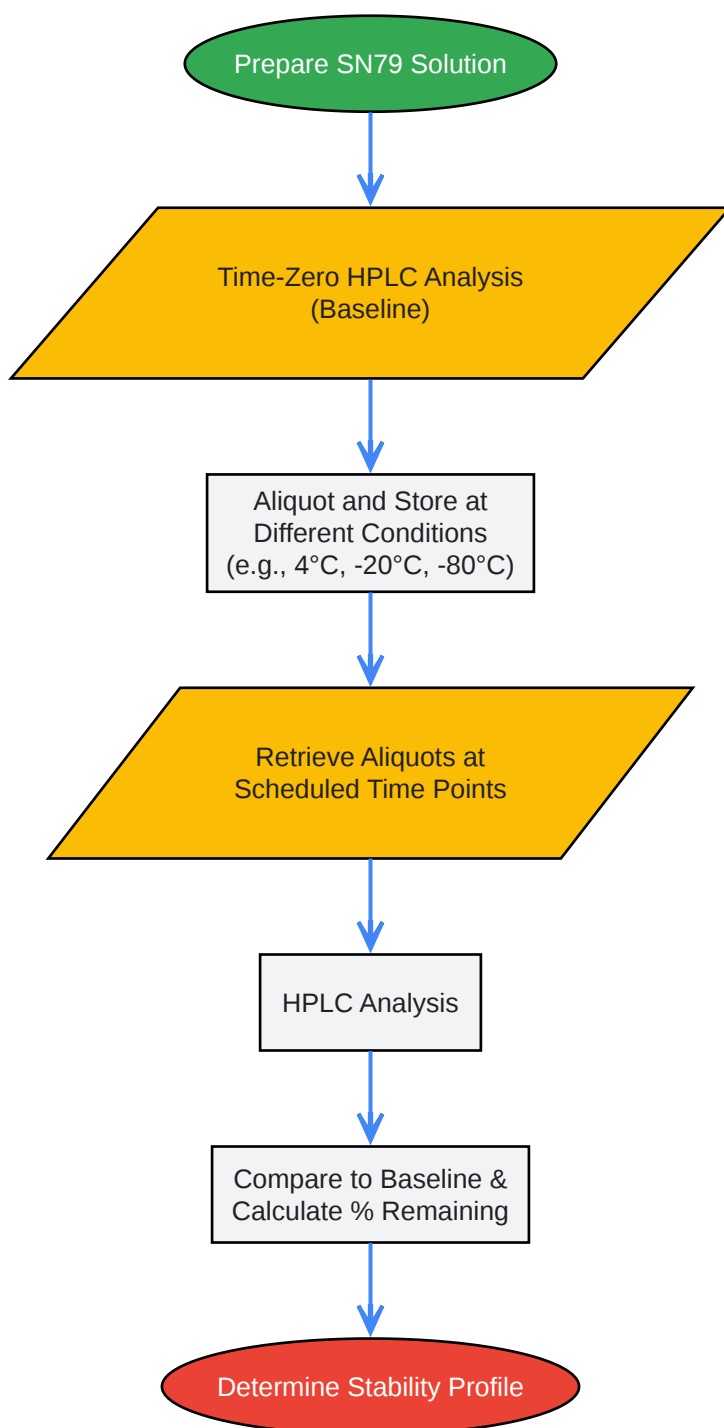 Prepare SN79 Solution
Time-Zero HPLC Analysis
(Baseline)
Aliquot and Store at
Different Conditions
(e.g., 4°C, -20°C, -80°C)
Retrieve Aliquots at
Scheduled Time Points
HPLC Analysis
Compare to Baseline &
Calculate % Remaining
Determine Stability Profile